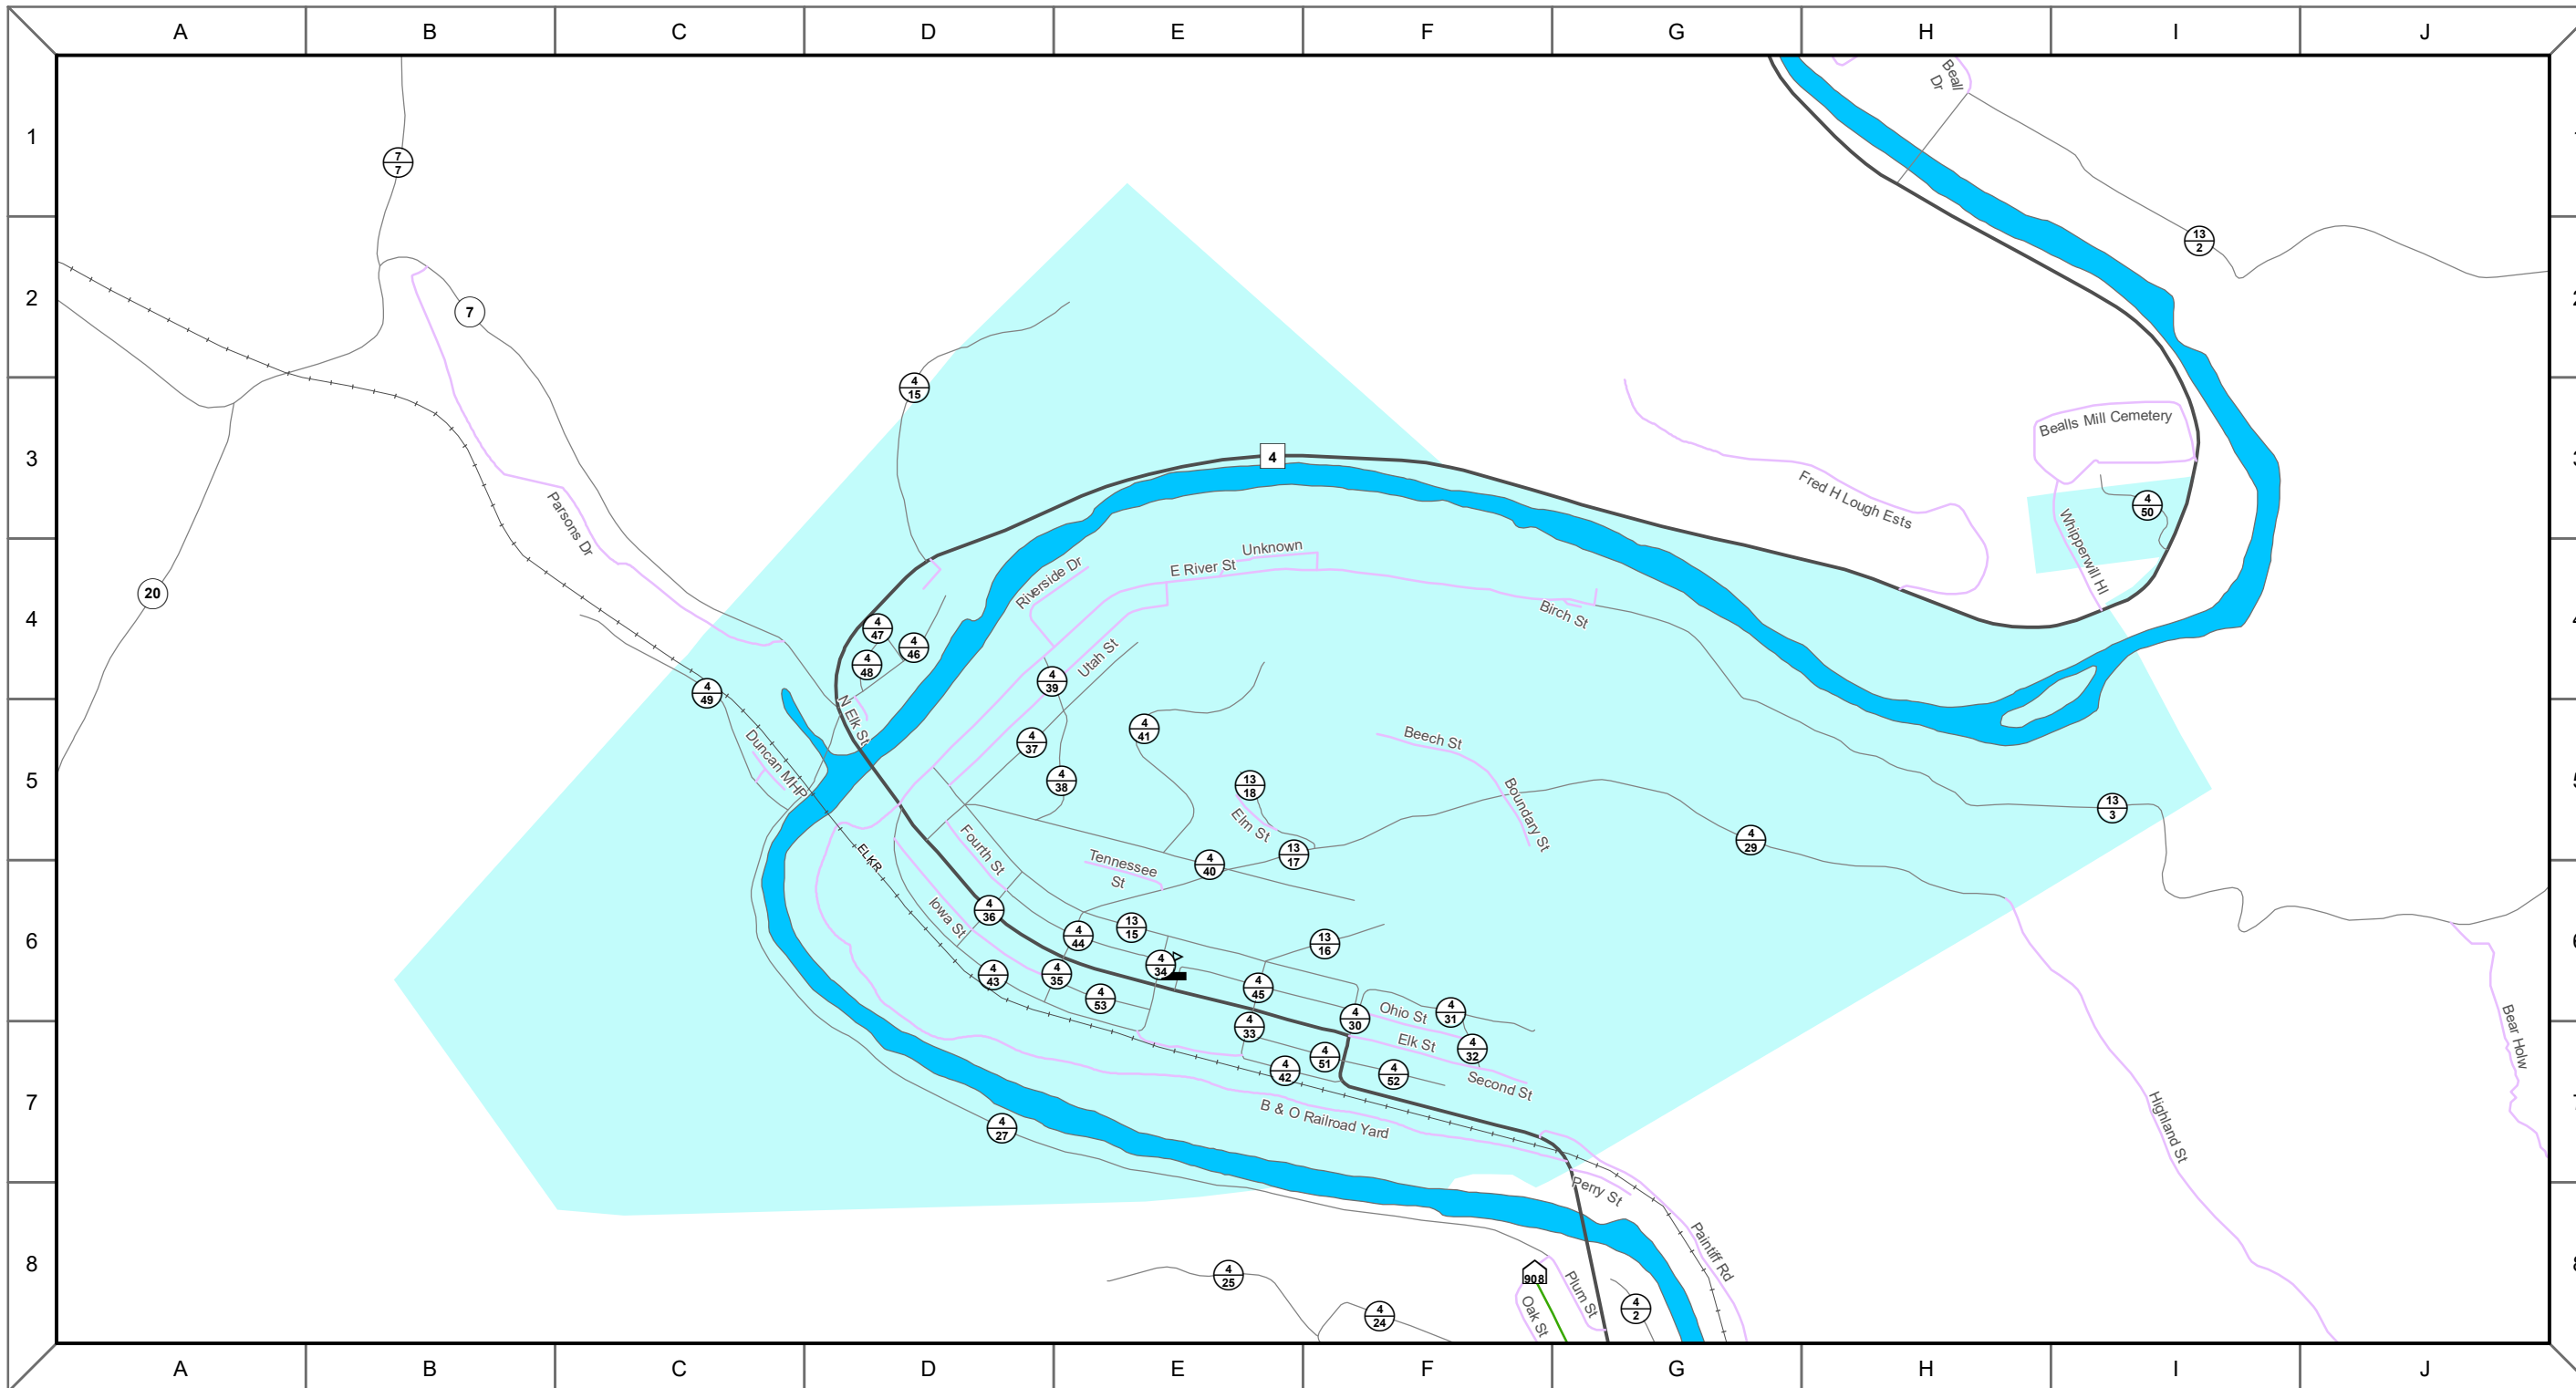 A B C D E F G H I J
Beall
Dr
1
7
7
13
2
2
7
4
15
3
4
Bealls Mill Cemetery
Fred H Lough Ests
4
50
Whipperwill Hl
Parsons Dr
Unknown
E River St
Riverside Dr
20
4
Birch St
4
47
4
46
4
48
Utah St
4
39
4
49
N Elk St
4
41
4
37
Beech St
Duncan MHP
5
4
38
13
18
Boundary St
13
3
Elm St
4
29
Fourth St
ELKR
Tennessee
St
4
40
13
17
Iowa St
4
36
13
15
4
44
6
13
16
4
34
4
43
4
35
4
45
4
53
Ohio St
4
31
4
30
4
33
Elk St
4
32
4
51
4
42
4
52
Second St
Bear Holw
7
B & O Railroad Yard
4
27
Highland St
Perry St
Paintiff Rd
8
4
25
908
Plum St
Oak St
4
24
4
2
A B C D E F G H I J